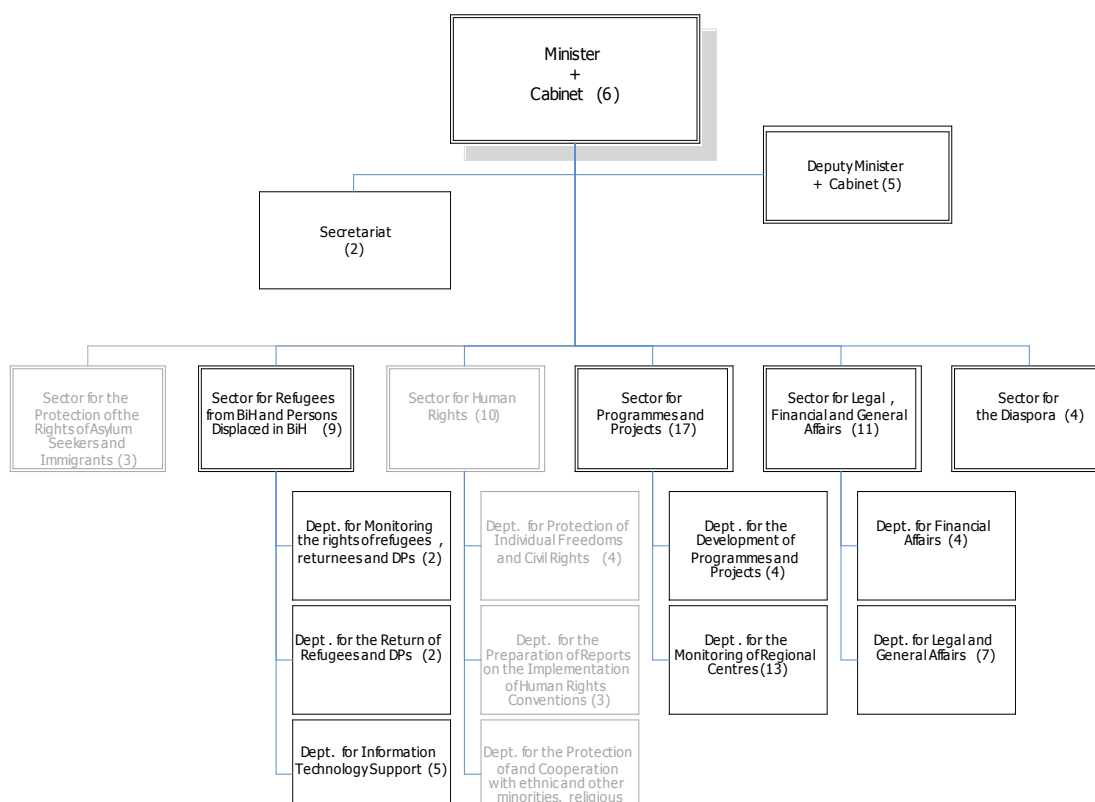 Minister
+
Cabinet (6)
Deputy Minister
+ Cabinet (5)
Secretariat
(2)
Sector for the
Protection of the
Rights of Asylum
Seekers and
Immigrants (3)
Sector for Refugees
from BiH and Persons
Displaced in BiH (9)
Sector for Human
Rights (10)
Sector for
Programmes and
Projects (17)
Sector for Legal ,
Financial and General
Affairs (11)
Sector for
the Diaspora (4)
Dept. for Monitoring
the rights of refugees ,
returnees and DPs (2)
Dept. for Protection of
Individual Freedoms
and Civil Rights (4)
Dept . for the
Development of
Programmes and
Projects (4)
Dept. for Financial
Affairs (4)
Dept . for the Return of
Refugees and DPs (2)
Dept. for the
Preparation of Reports
on the Implementation
of Human Rights
Conventions (3)
Dept . for the
Monitoring of Regional
Centres (13)
Dept. for Legal and
General Affairs (7)
Dept. for Information
Technology Support (5)
Dept. for the Protection
of and Cooperation
with ethnic and other
minorities, religious